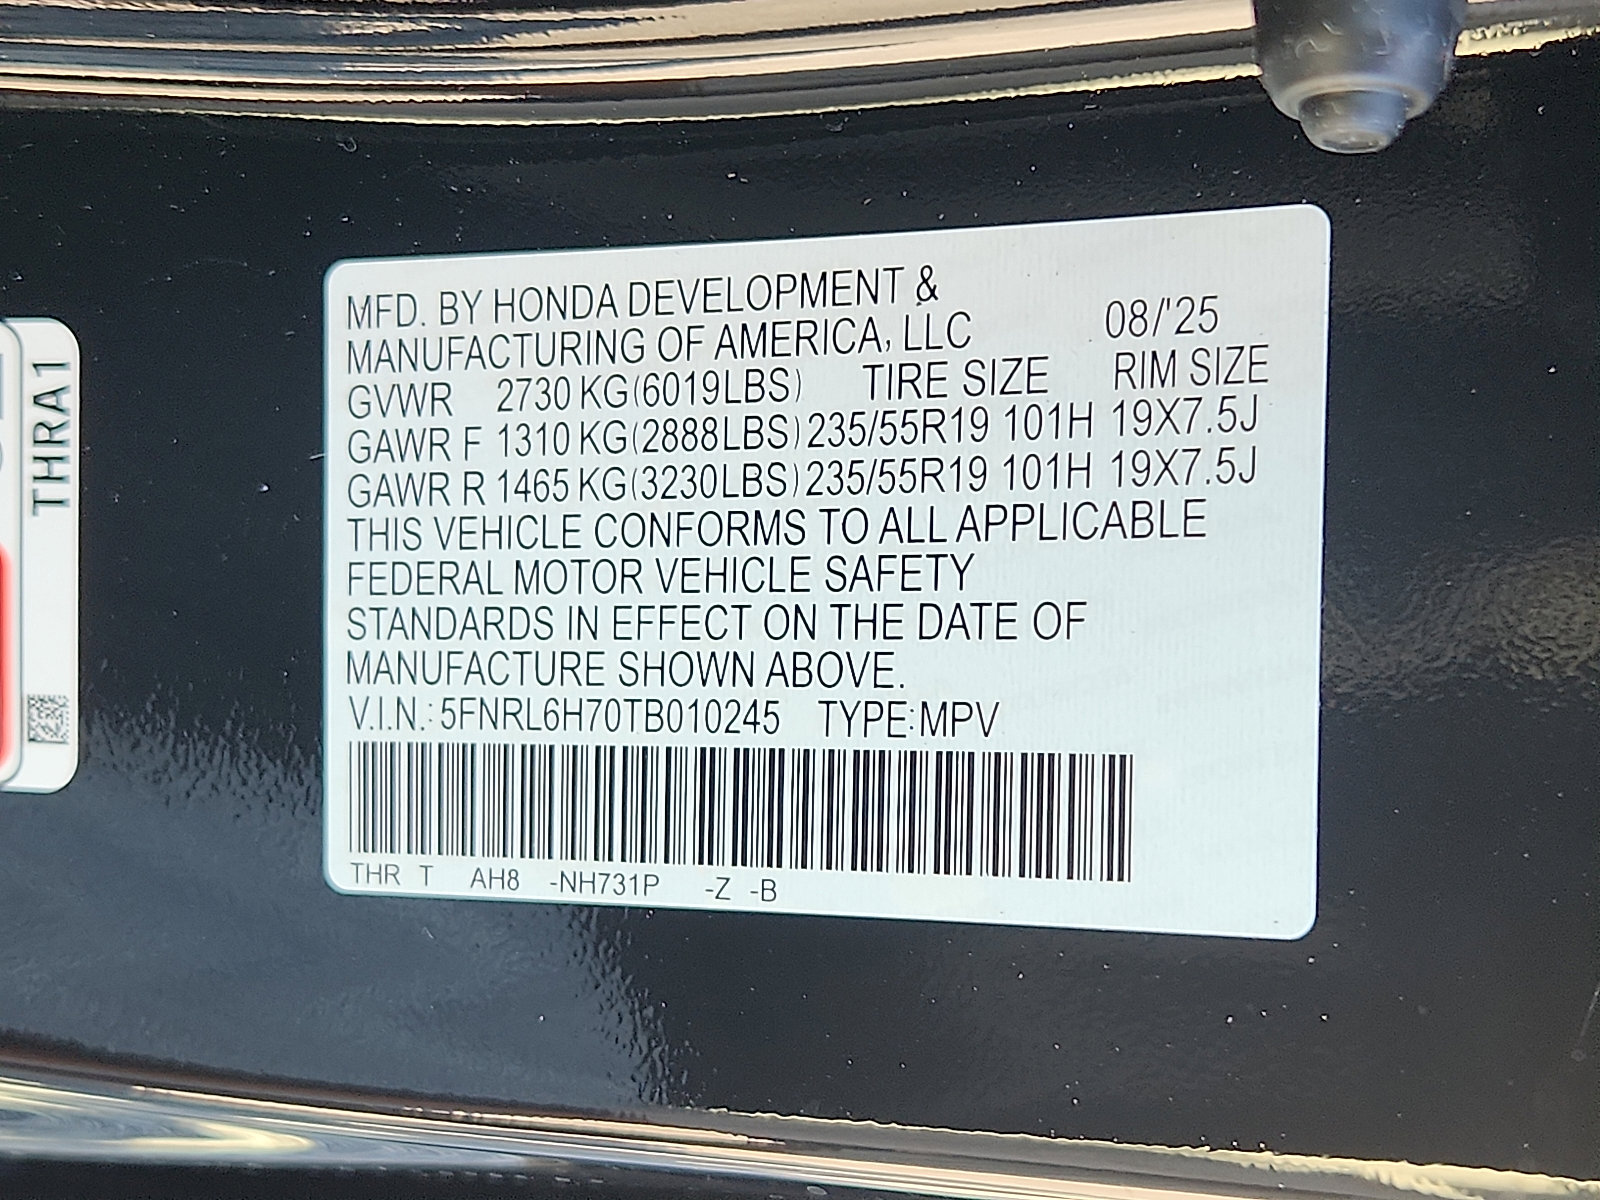 MFD. BY HONDA DEVELOPMENT &
MANUFACTURING OF AMERICA, LLC 08/'25
GVWR 2730 KG(6019LBS) TIRE SIZE RIM SIZE
GAWR F 1310 KG(2888LBS) 235/55R19 101H 19X7.5J
GAWR R 1465 KG(3230LBS) 235/55R19 101H 19X7.5J
THIS VEHICLE CONFORMS TO ALL APPLICABLE
FEDERAL MOTOR VEHICLE SAFETY
STANDARDS IN EFFECT ON THE DATE OF
MANUFACTURE SHOWN ABOVE.
V.I.N.: 5FNRL6H70TB010245 TYPE:MPV
THR T AH8 -NH731P -Z -B
THRA1